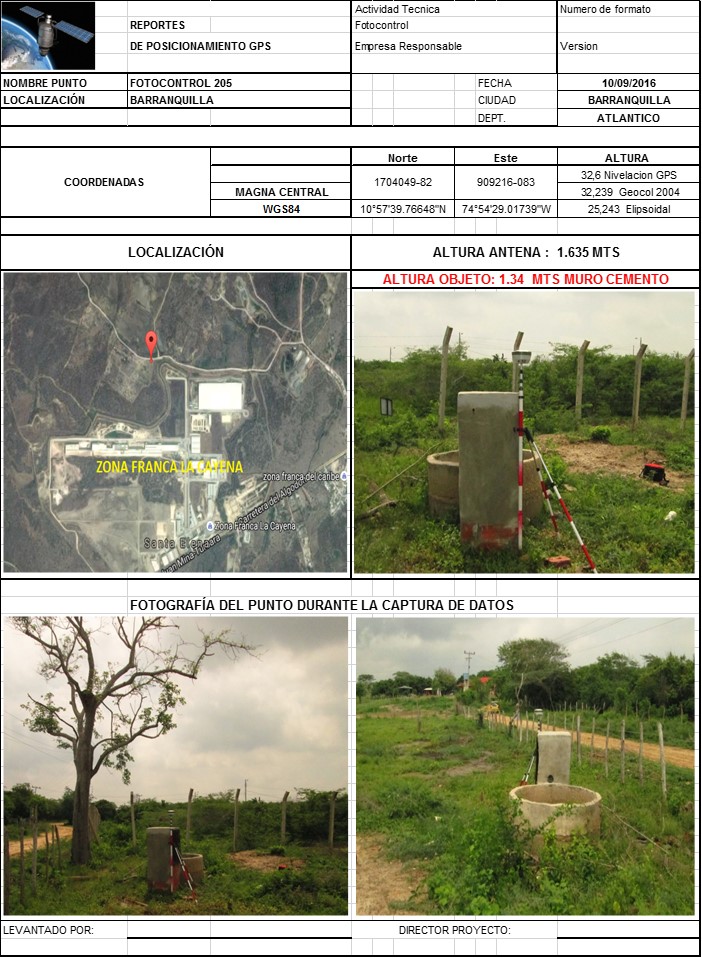 Actividad Tecnica
Numero de formato
REPORTES
Fotocontrol
DE POSICIONAMIENTO GPS
Empresa Responsable
Version
NOMBRE PUNTO
FOTOCONTROL 205
FECHA
10/09/2016
LOCALIZACIÓN
BARRANQUILLA
CIUDAD
BARRANQUILLA
DEPT.
ATLANTICO
COORDENADAS
Norte
Este
ALTURA
MAGNA CENTRAL
1704049-82
909216-083
32,6 Nivelacion GPS
32,239 Geocol 2004
WGS84
10°57'39.76648"N
74°54'29.01739"W
25,243 Elipsoidal
LOCALIZACIÓN
ALTURA ANTENA : 1.635 MTS
ALTURA OBJETO: 1.34 MTS MURO CEMENTO
ZONA FRANCA LA CAYENA
zona franca del caribe
Carretera del Algodon
Zona Franca La Cayena
Santa Elena
Juan Mina-Tubara
FOTOGRAFÍA DEL PUNTO DURANTE LA CAPTURA DE DATOS
LEVANTADO POR:
DIRECTOR PROYECTO: